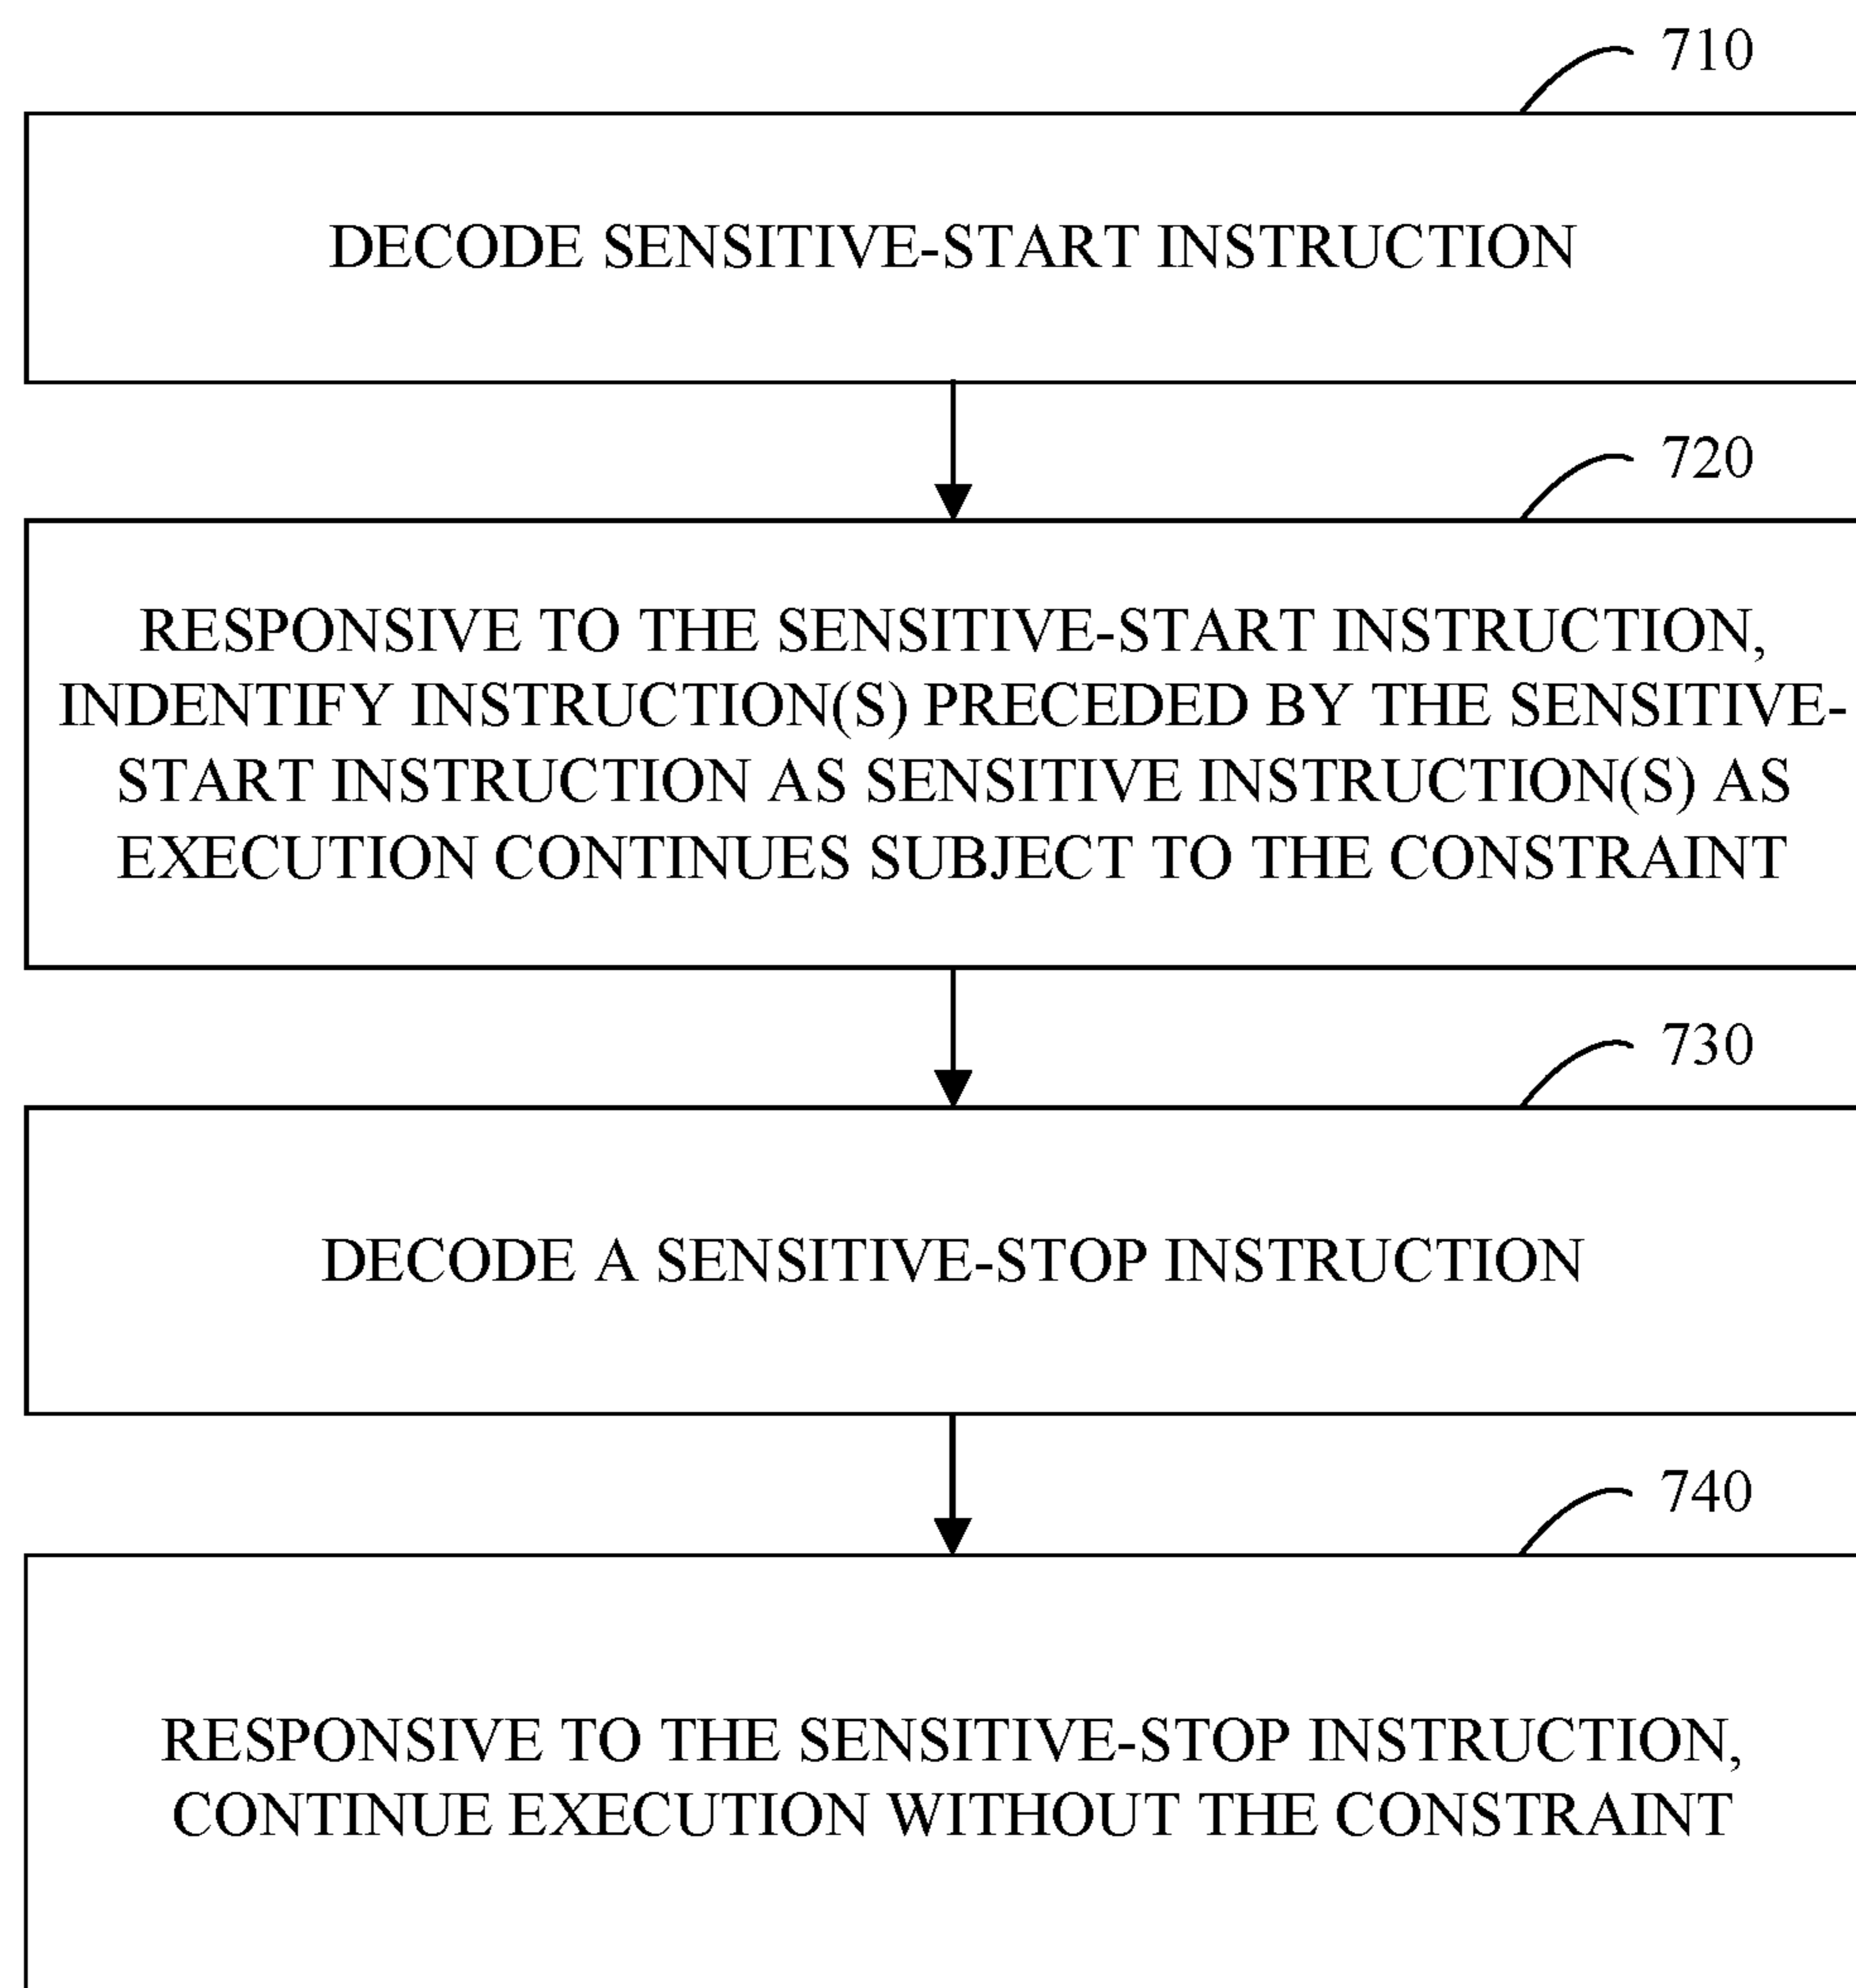 710
DECODE SENSITIVE-START INSTRUCTION
720
RESPONSIVE TO THE SENSITIVE-START INSTRUCTION,
INDENTIFY INSTRUCTION(S) PRECEDED BY THE SENSITIVE-
START INSTRUCTION AS SENSITIVE INSTRUCTION(S) AS
EXECUTION CONTINUES SUBJECT TO THE CONSTRAINT
730
DECODE A SENSITIVE-STOP INSTRUCTION
740
RESPONSIVE TO THE SENSITIVE-STOP INSTRUCTION,
CONTINUE EXECUTION WITHOUT THE CONSTRAINT